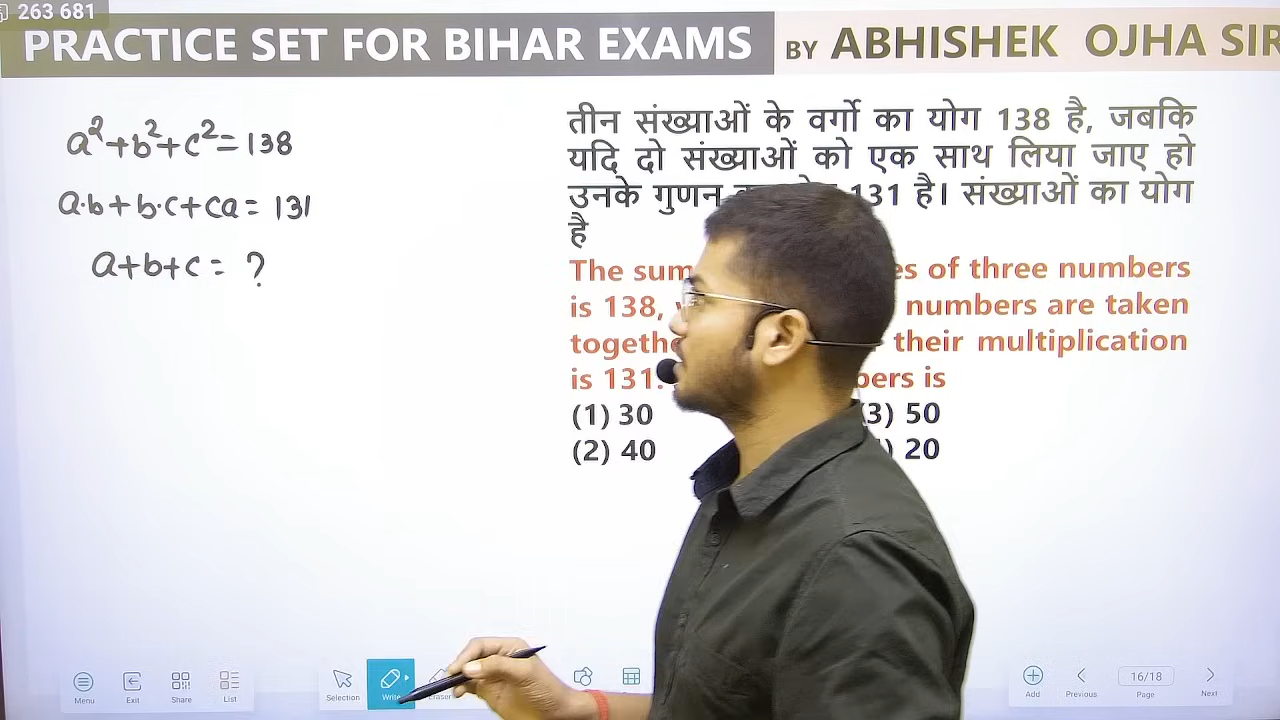 263 681
PRACTICE SET FOR BIHAR EXAMS BY ABHISHEK OJHA SIR
a²+b²+c²=138
a·b+b·c+ca=131
a+b+c=?
तीन संख्याओं के वर्गो का योग 138 है, जबकि
यदि दो संख्याओं को एक साथ लिया जाए हो
उनके गुणन 131 है। संख्याओं का योग
है
The sum of three numbers
is 138, numbers are taken
their multiplication
is 131. is
(1) 30
(3) 50
(2) 40
20
Menu
Exit
Share
List
Selection
Write
Eraser
Add
Previous
16/18
Page
Next